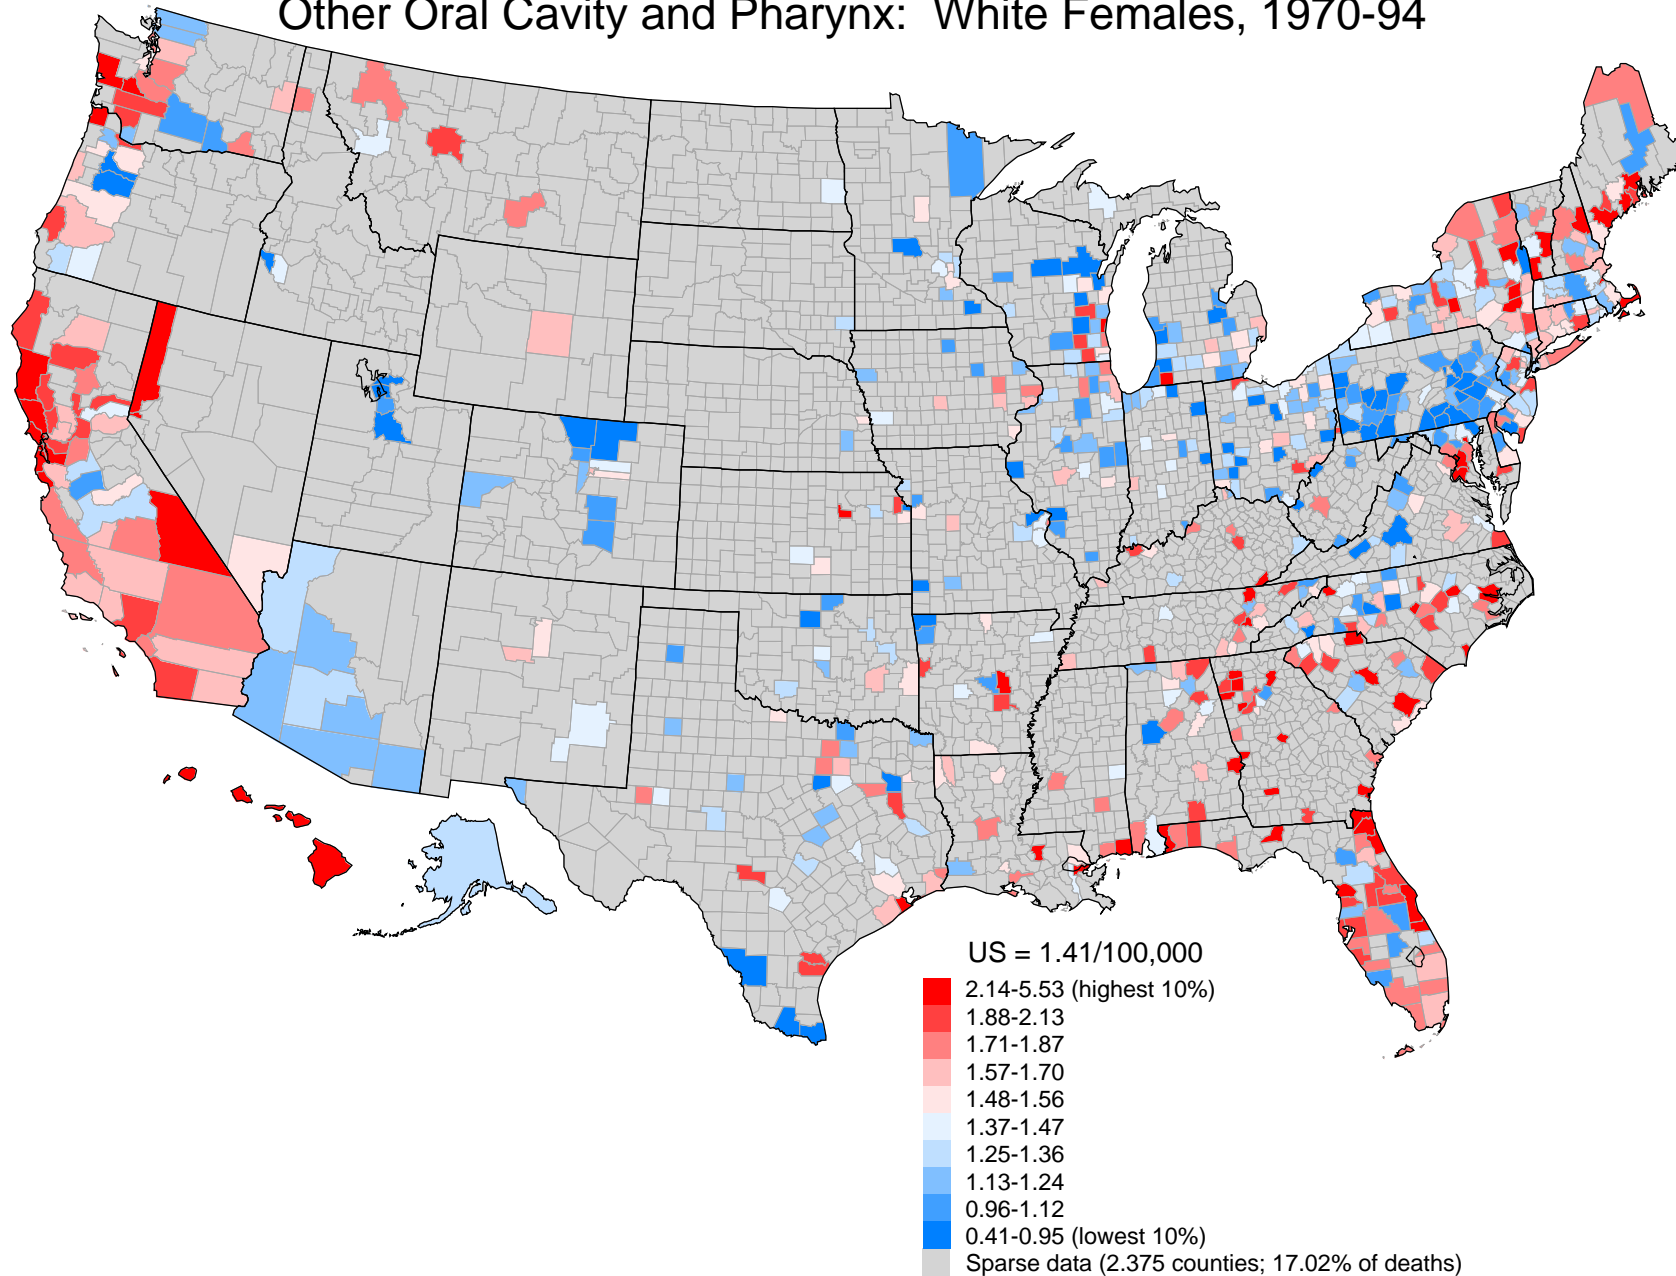 Other Oral Cavity and Pharynx: White Females, 1970-94
US = 1.41/100,000
2.14-5.53 (highest 10%)
1.88-2.13
1.71-1.87
1.57-1.70
1.48-1.56
1.37-1.47
1.25-1.36
1.13-1.24
0.96-1.12
0.41-0.95 (lowest 10%)
Sparse data (2.375 counties; 17.02% of deaths)